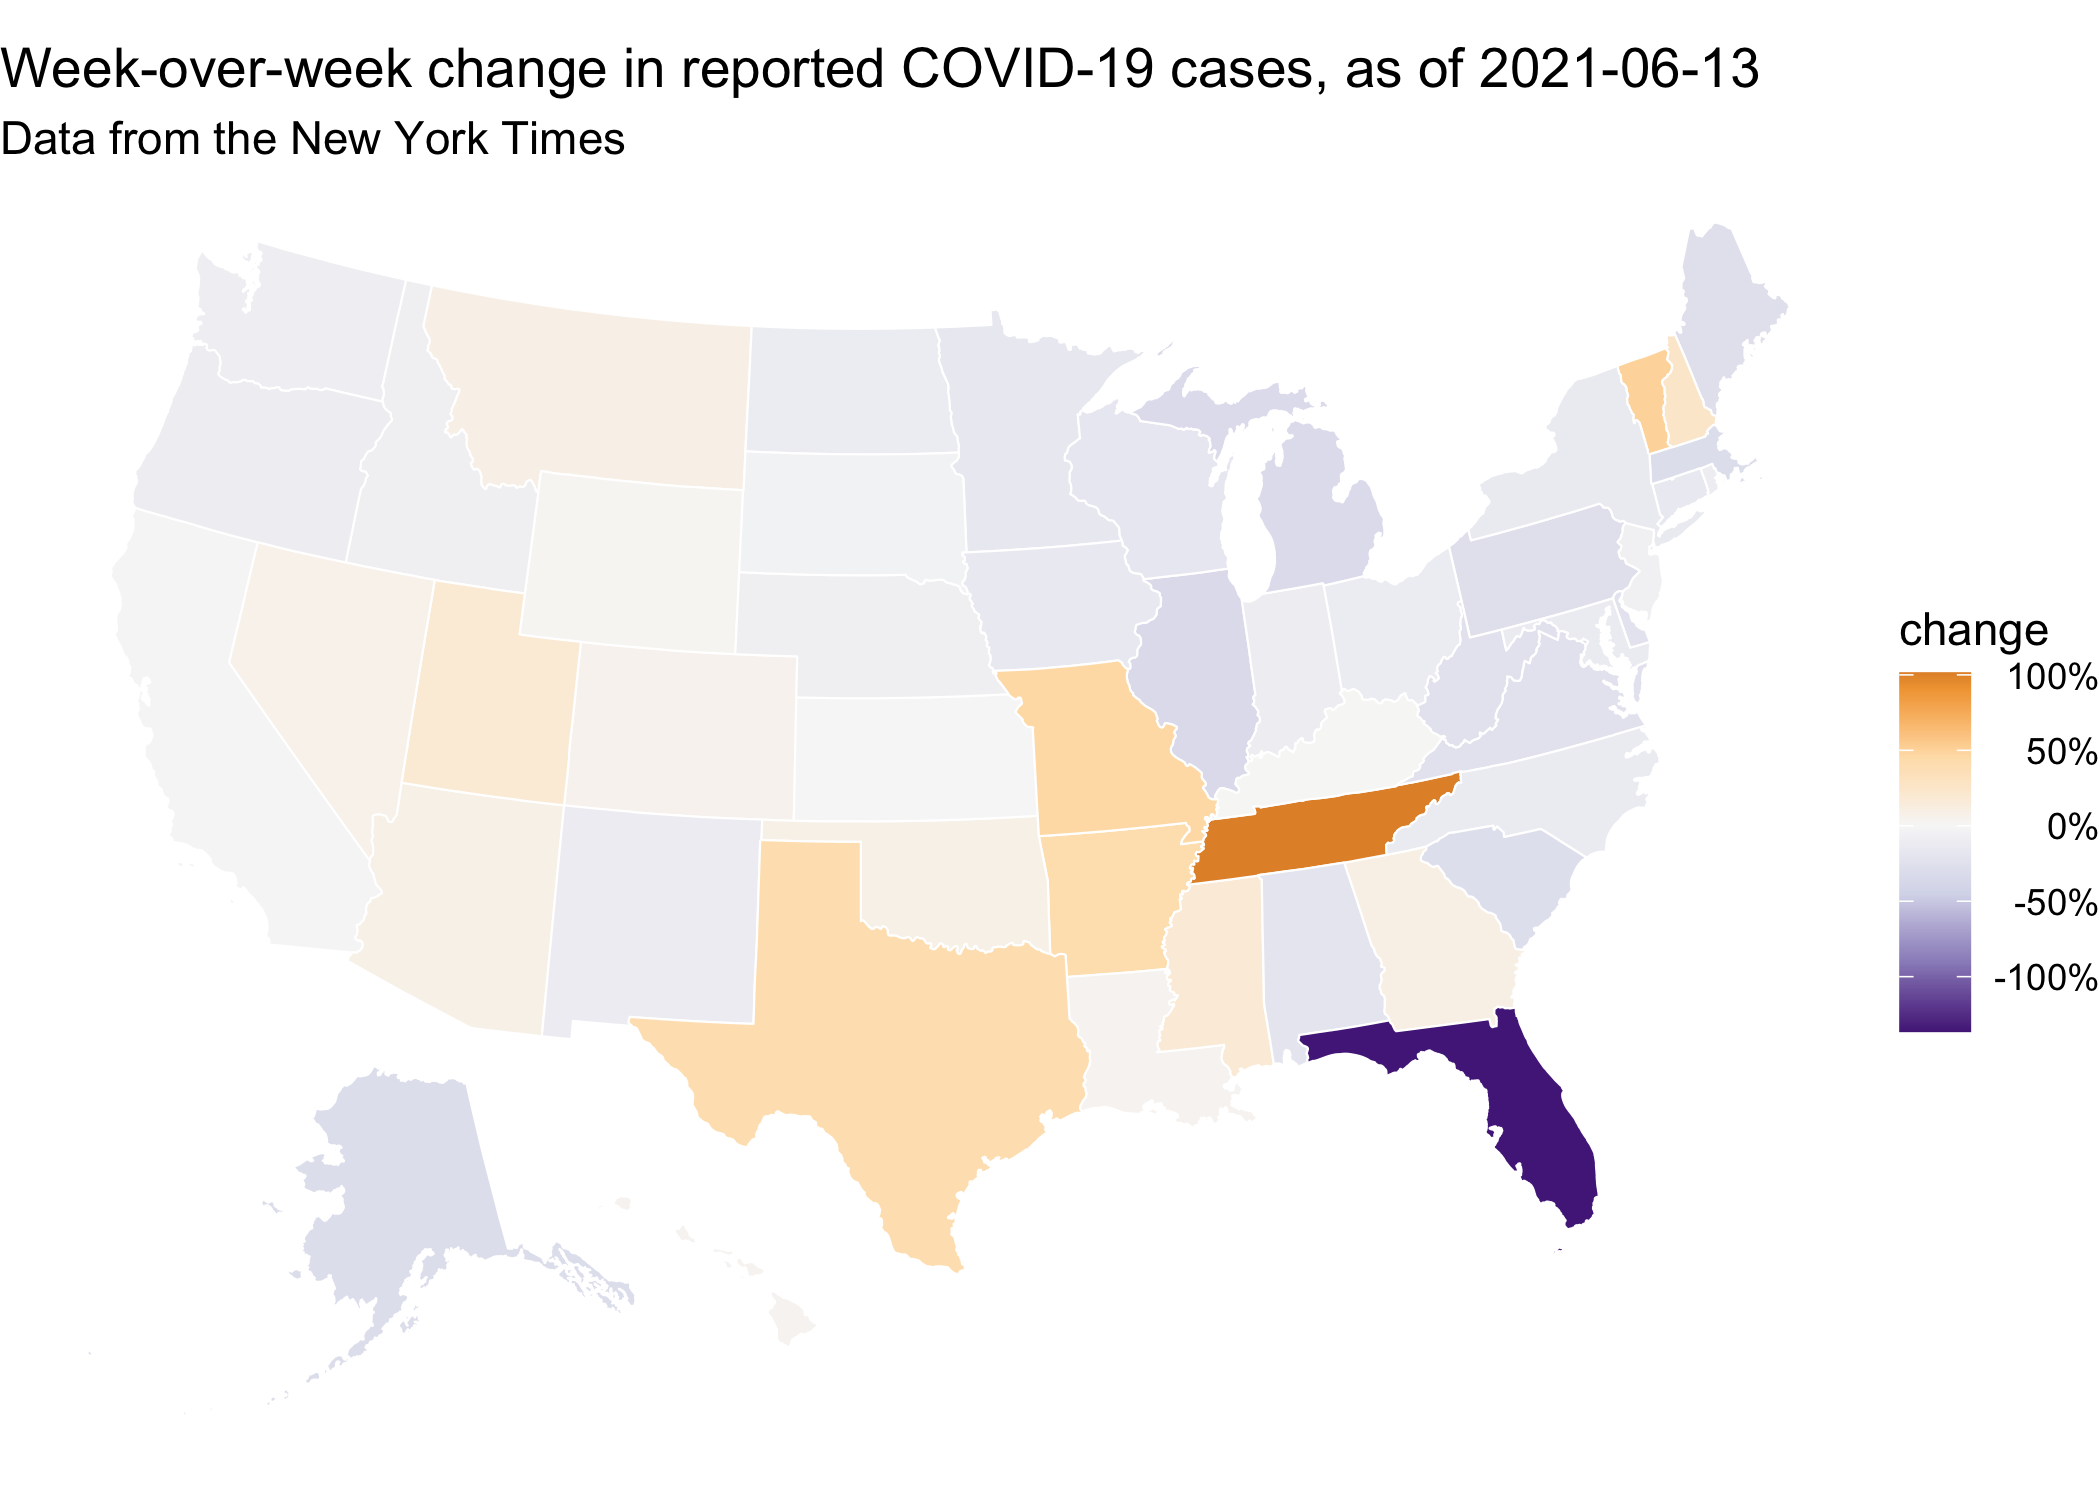 Week-over-week change in reported COVID-19 cases, as of 2021-06-13
Data from the New York Times
change
100%
50%
0%
-50%
-100%